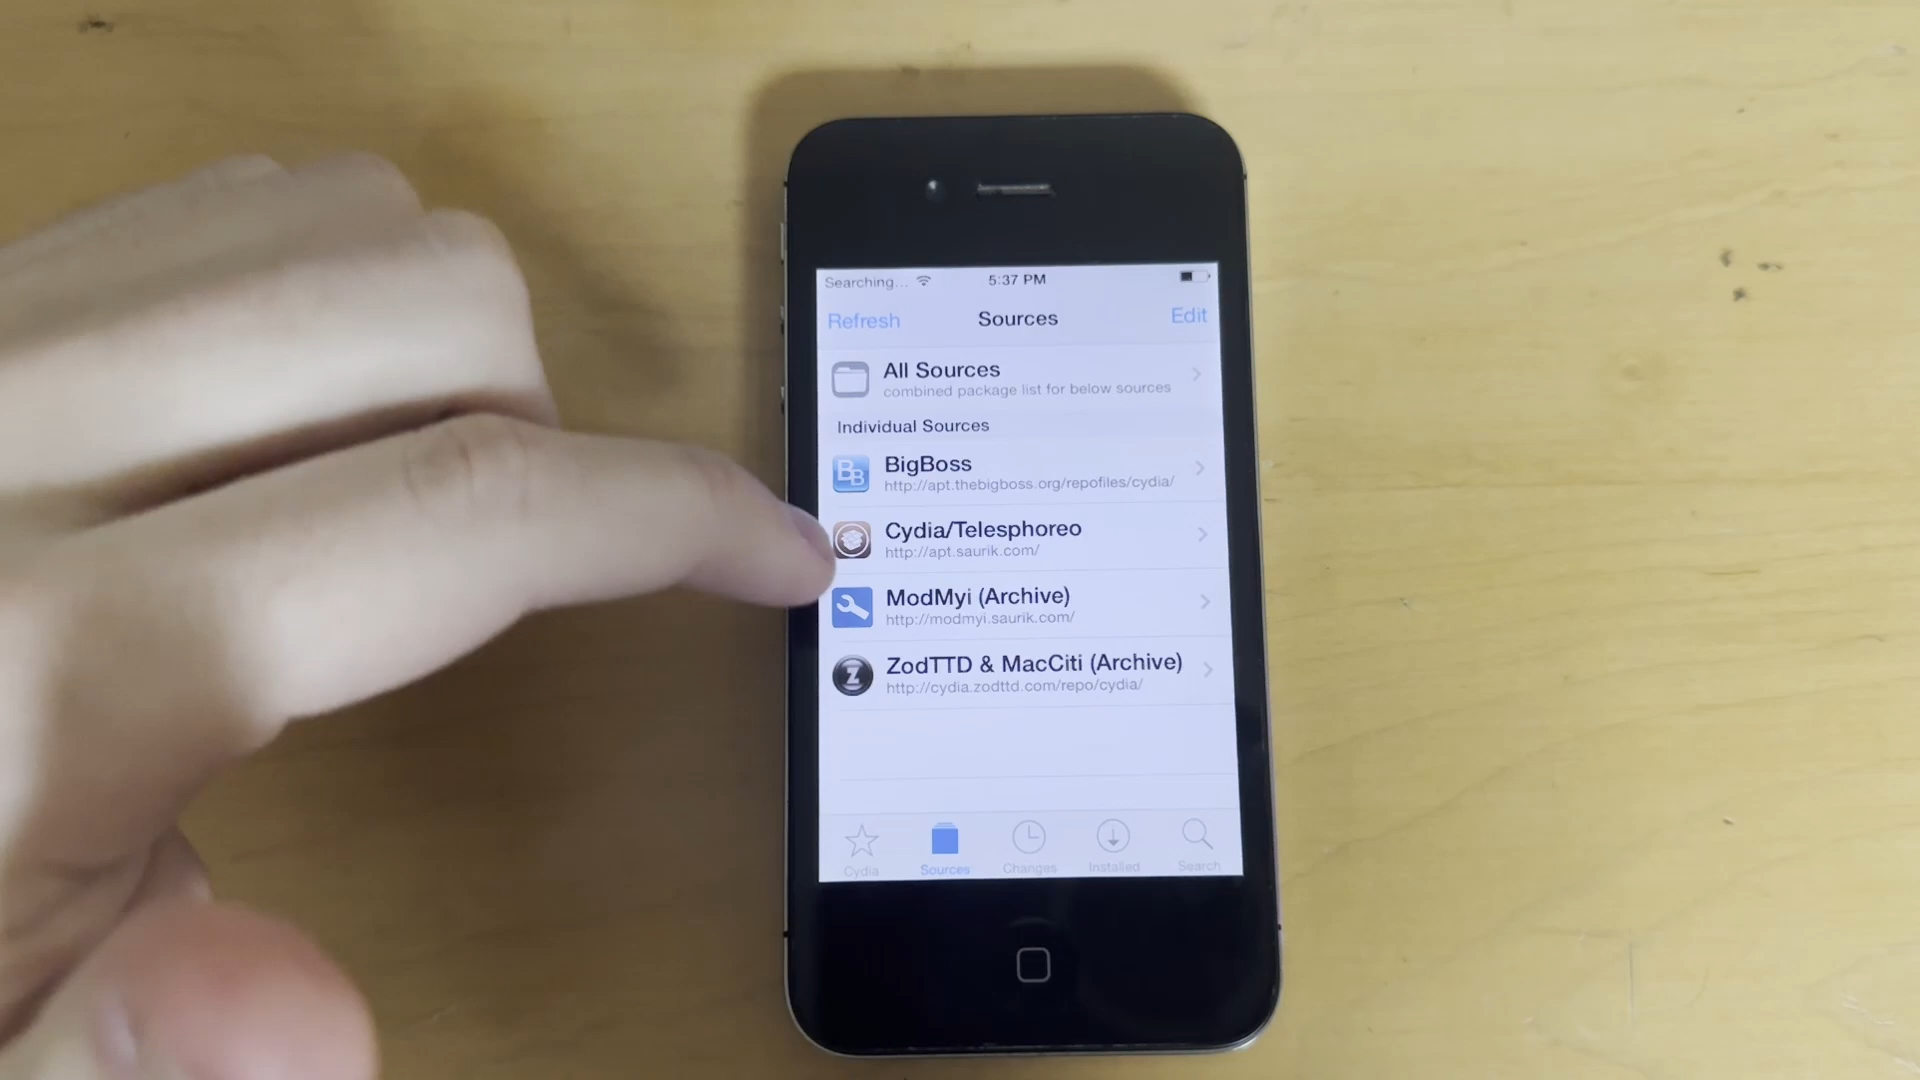 Searching... 5:37 PM
Refresh Sources Edit
All Sources
combined package list for below sources
Individual Sources
BB
BigBoss
http://apt.thebigboss.org/repofiles/cydia/
Cydia/Telesphoreo
http://apt.saurik.com/
ModMyi (Archive)
http://modmyi.saurik.com/
Z
ZodTTD & MacCiti (Archive)
http://cydia.zodttd.com/repo/cydia/
Cydia Sources Changes Installed Search